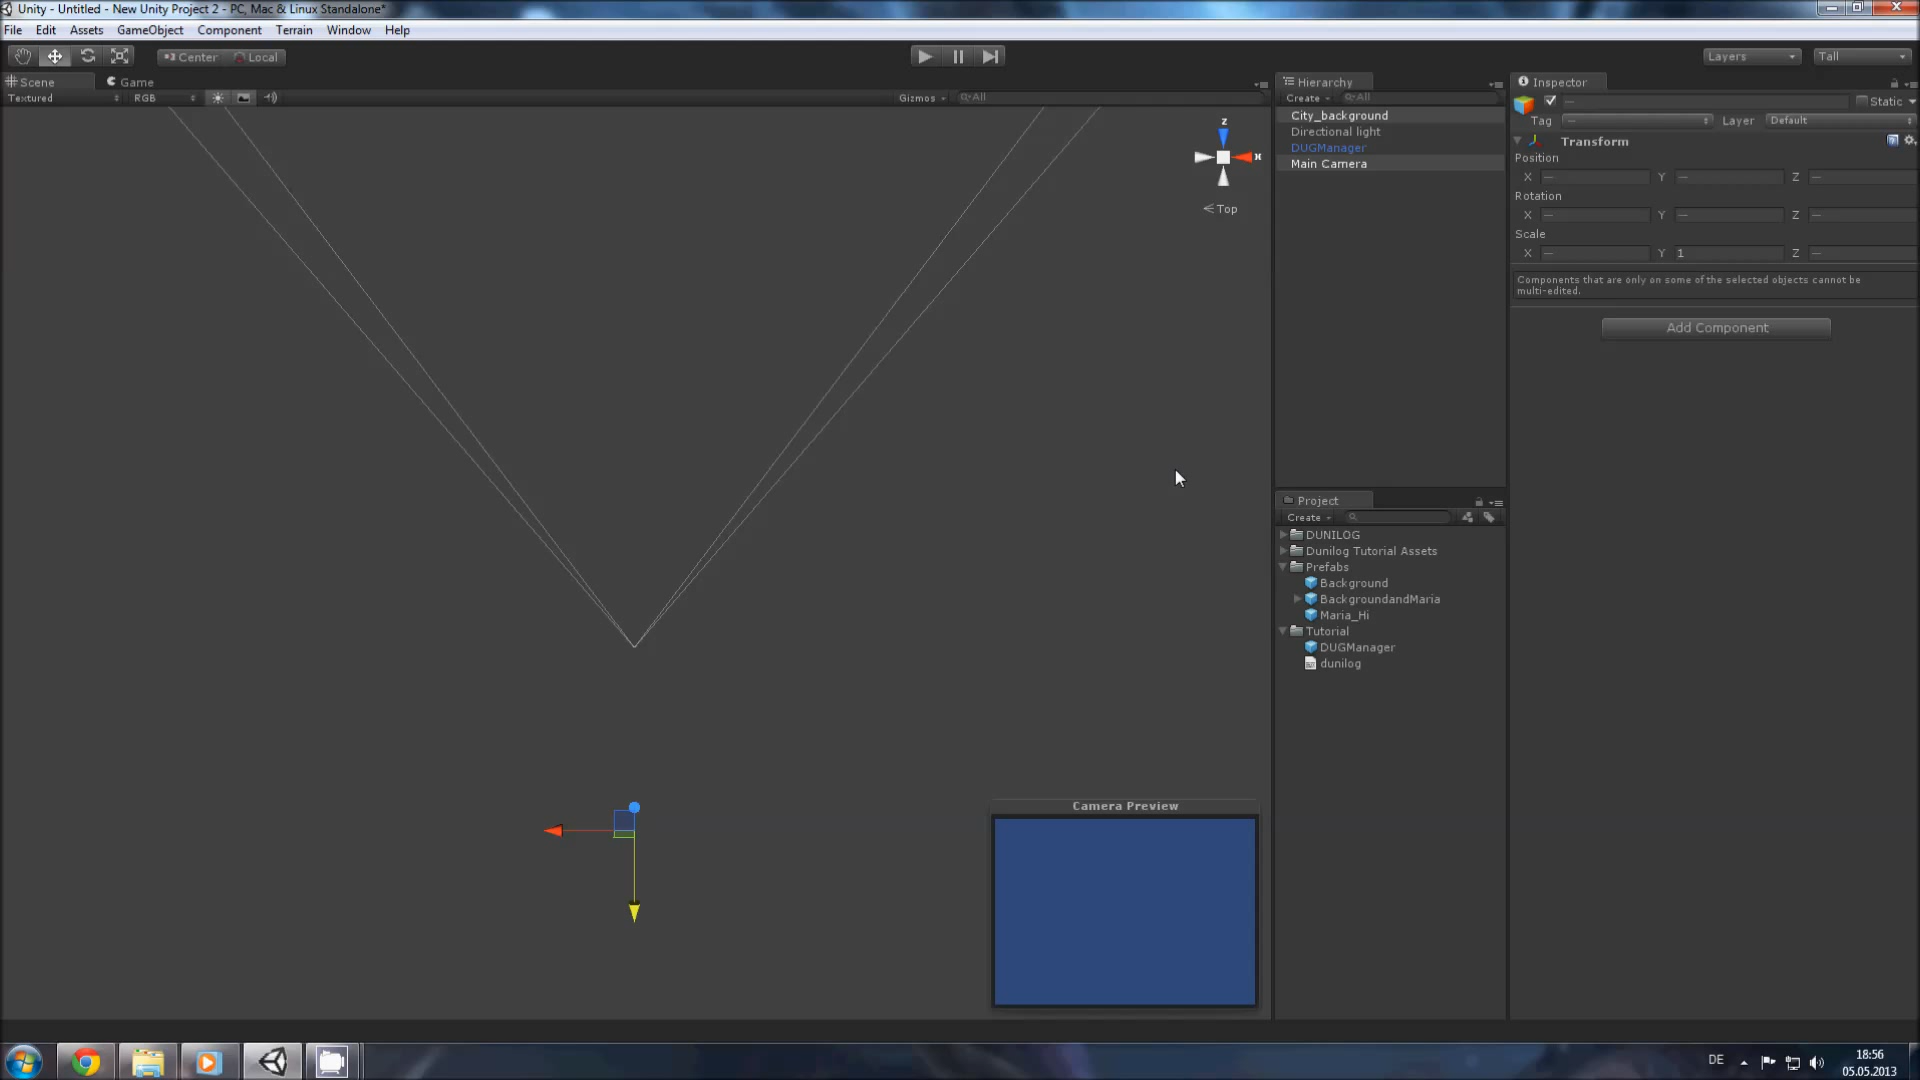 Unity - Untitled - New Unity Project 2 - PC, Mac & Linux Standalone*
File Edit Assets GameObject Component Terrain Window Help
Center Local Layers Tall
Scene Game
Textured RGB Gizmos All
z
x
Top
Camera Preview
Hierarchy
Create All
City_background
Directional light
DUGManager
Main Camera
Project
Create
DUNILOG
Dunilog Tutorial Assets
Prefabs
Background
BackgroundandMaria
Maria_Hi
Tutorial
DUGManager
dunilog
Inspector
— Static
Tag — Layer Default
Transform
Position
X — Y — Z —
Rotation
X — Y — Z —
Scale
X — Y 1 Z —
Components that are only on some of the selected objects cannot be
multi-edited.
Add Component
DE
18:56
05.05.2013